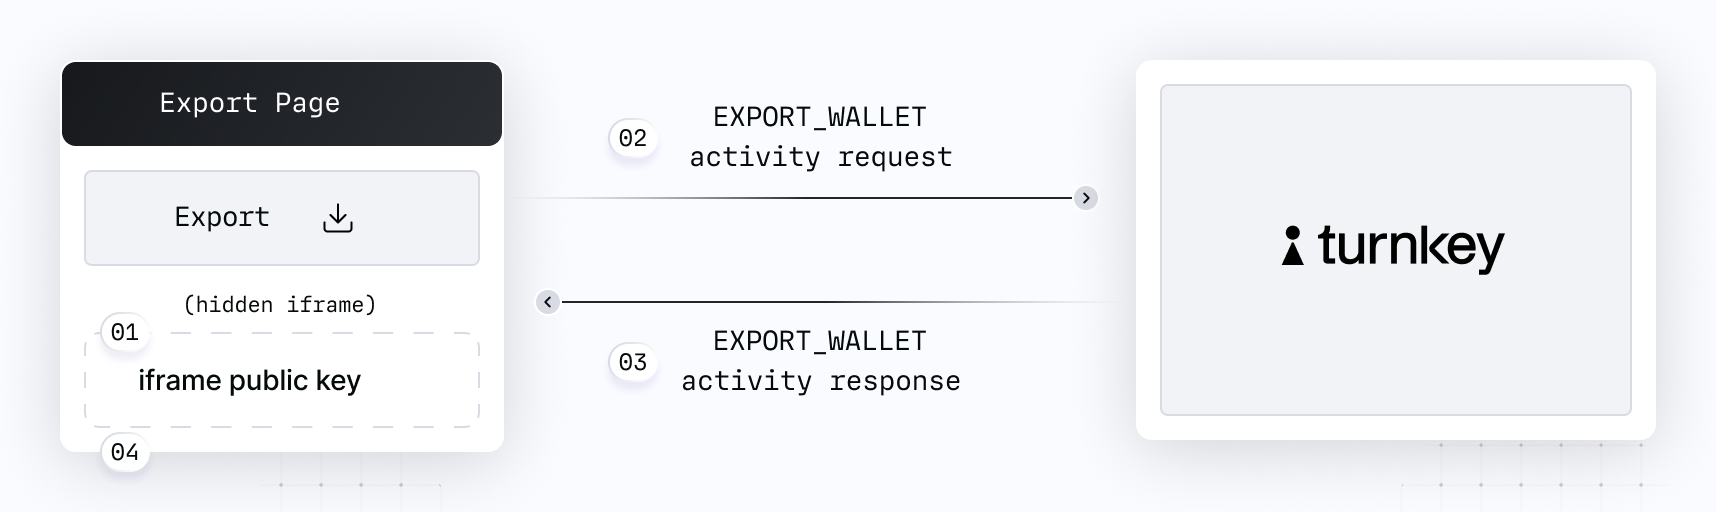 Export Page
Export
(hidden iframe)
01
iframe public key
04
02
EXPORT_WALLET
activity request
03
EXPORT_WALLET
activity response
turnkey